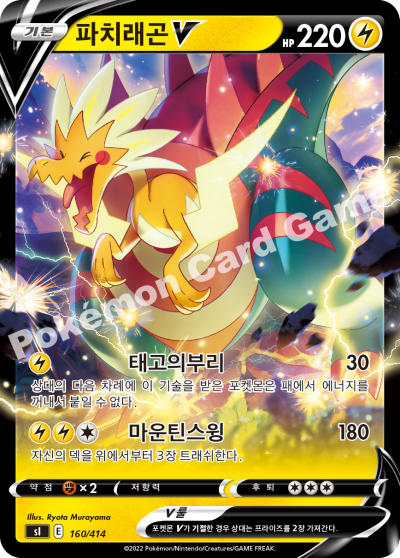 기본 파치래곤 V HP 220
Pokémon Card Game
태고의부리 30
상대의 다음 차례에 이 기술을 받은 포켓몬은 패에서 에너지를
꺼내서 붙일 수 없다.
마운틴스윙 180
자신의 덱을 위에서부터 3장 트래쉬한다.
약점 ×2 저항력 후퇴
Illus. Ryota Murayama
sI E 160/414
V 룰
포켓몬 V가 기절한 경우 상대는 프라이즈를 2장 가져간다.
©2022 Pokémon/Nintendo/Creatures/GAME FREAK.